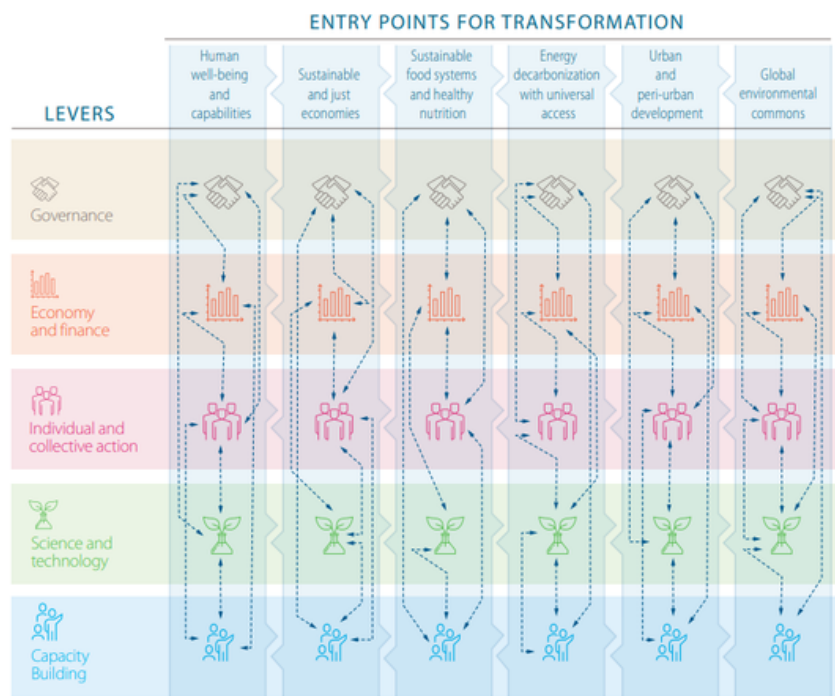 ENTRY POINTS FOR TRANSFORMATION
LEVERS
Human
well-being
and
capabilities
Sustainable
and just
economies
Sustainable
food systems
and healthy
nutrition
Energy
decarbonization
with universal
access
Urban
and
peri-urban
development
Global
environmental
commons
Governance
Economy
and finance
Individual and
collective action
Science and
technology
Capacity
Building